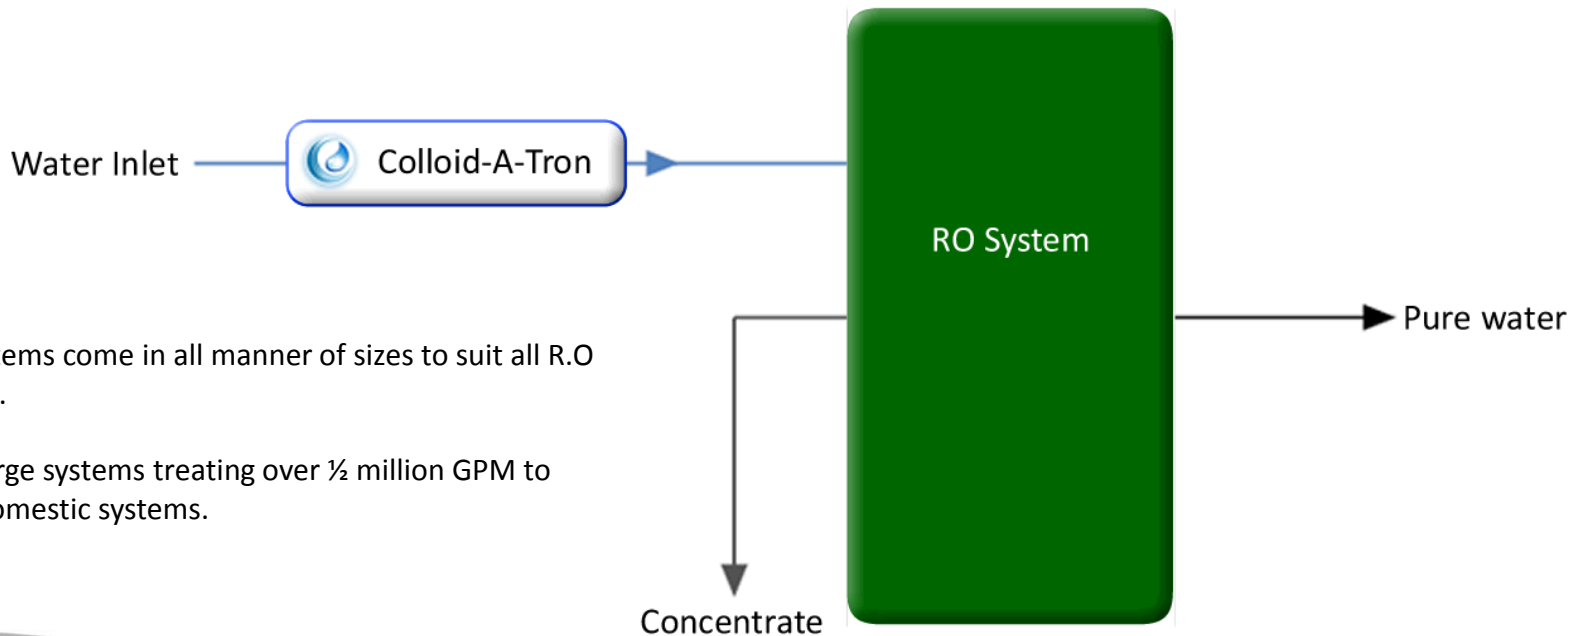 Water Inlet
Colloid-A-Tron
RO System
Pure water
tems come in all manner of sizes to suit all R.O
.
rge systems treating over ½ million GPM to
omestic systems.
Concentrate